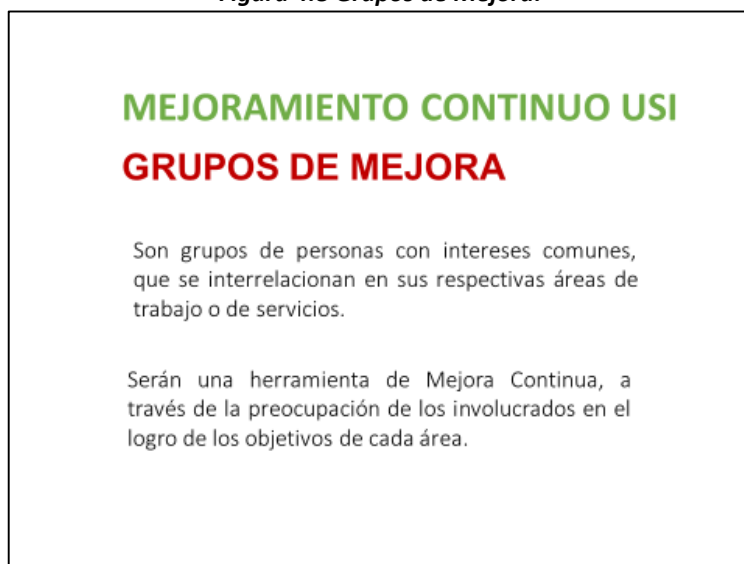 MEJORAMIENTO CONTINUO USI
GRUPOS DE MEJORA
Son grupos de personas con intereses comunes,
que se interrelacionan en sus respectivas áreas de
trabajo o de servicios.
Serán una herramienta de Mejora Continua, a
través de la preocupación de los involucrados en el
logro de los objetivos de cada área.